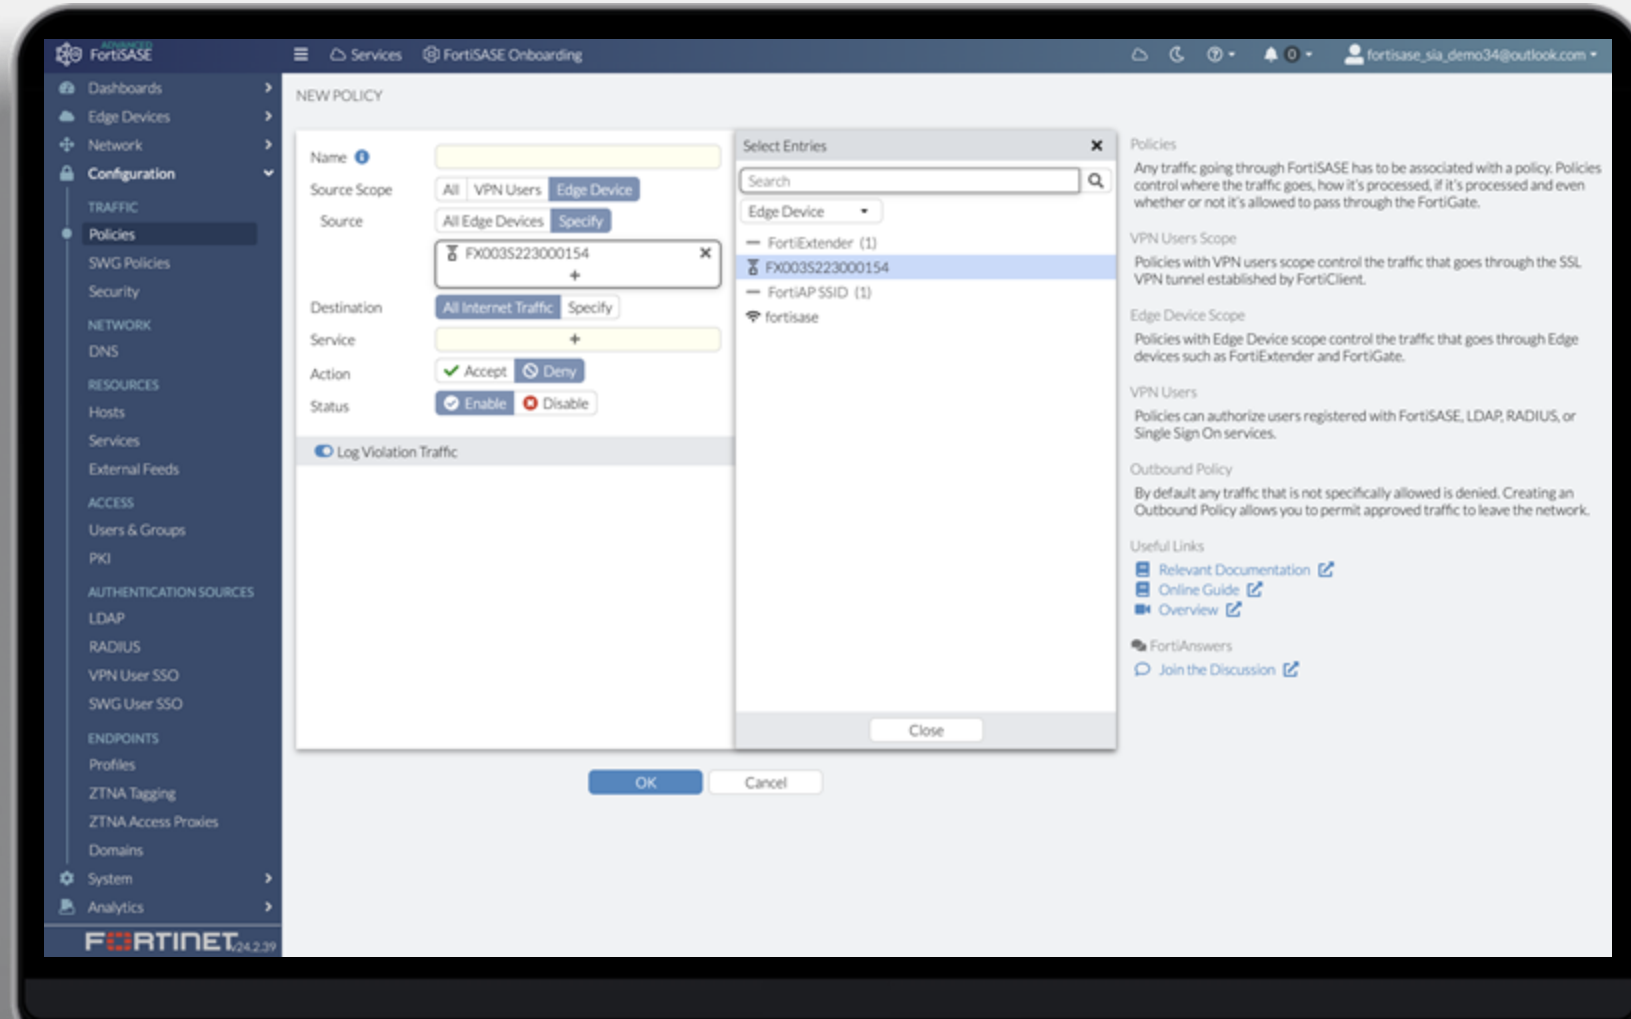 ADVANCED
FortiSASE
Services
FortiSASE Onboarding
0
fortisase_sia_demo34@outlook.com
Dashboards
Edge Devices
Network
Configuration
TRAFFIC
Policies
SWG Policies
Security
NETWORK
DNS
RESOURCES
Hosts
Services
External Feeds
ACCESS
Users & Groups
PKI
AUTHENTICATION SOURCES
LDAP
RADIUS
VPN User SSO
SWG User SSO
ENDPOINTS
Profiles
ZTNA Tagging
ZTNA Access Proxies
Domains
System
Analytics
FORTINET v24.2.39
NEW POLICY
Name
Source Scope All VPN Users Edge Device
Source All Edge Devices Specify
FX003S223000154
+
Destination All Internet Traffic Specify
Service +
Action Accept Deny
Status Enable Disable
Log Violation Traffic
Select Entries
Search
Edge Device
FortiExtender (1)
FX003S223000154
FortiAP SSID (1)
fortisase
Close
OK Cancel
Policies
Any traffic going through FortiSASE has to be associated with a policy. Policies
control where the traffic goes, how it's processed, if it's processed and even
whether or not it's allowed to pass through the FortiGate.
VPN Users Scope
Policies with VPN users scope control the traffic that goes through the SSL
VPN tunnel established by FortiClient.
Edge Device Scope
Policies with Edge Device scope control the traffic that goes through Edge
devices such as FortiExtender and FortiGate.
VPN Users
Policies can authorize users registered with FortiSASE, LDAP, RADIUS, or
Single Sign On services.
Outbound Policy
By default any traffic that is not specifically allowed is denied. Creating an
Outbound Policy allows you to permit approved traffic to leave the network.
Useful Links
Relevant Documentation
Online Guide
Overview
FortiAnswers
Join the Discussion